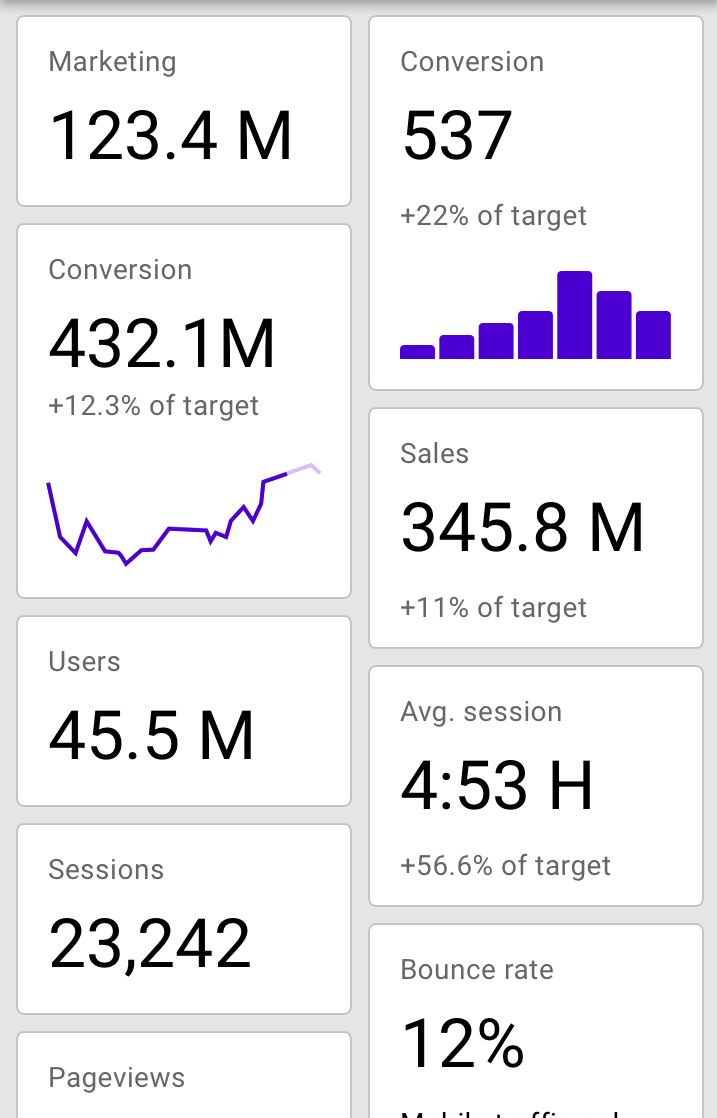 Marketing
123.4 M
Conversion
432.1M
+12.3% of target
Users
45.5 M
Sessions
23,242
Pageviews
Conversion
537
+22% of target
Sales
345.8 M
+11% of target
Avg. session
4:53 H
+56.6% of target
Bounce rate
12%